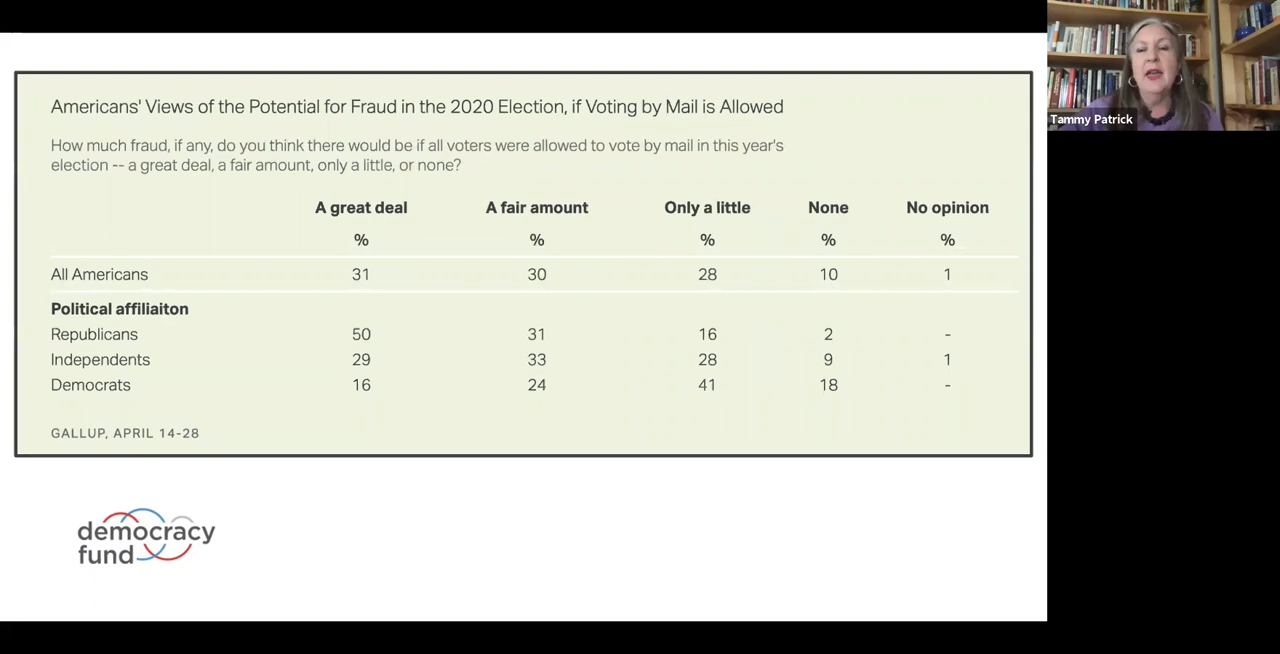 Americans' Views of the Potential for Fraud in the 2020 Election, if Voting by Mail is Allowed
How much fraud, if any, do you think there would be if all voters were allowed to vote by mail in this year's
election -- a great deal, a fair amount, only a little, or none?
A great deal A fair amount Only a little None No opinion
% % % % %
All Americans 31 30 28 10 1
Political affiliaiton
Republicans 50 31 16 2 -
Independents 29 33 28 9 1
Democrats 16 24 41 18 -
GALLUP, APRIL 14-28
democracy
fund
Tammy Patrick